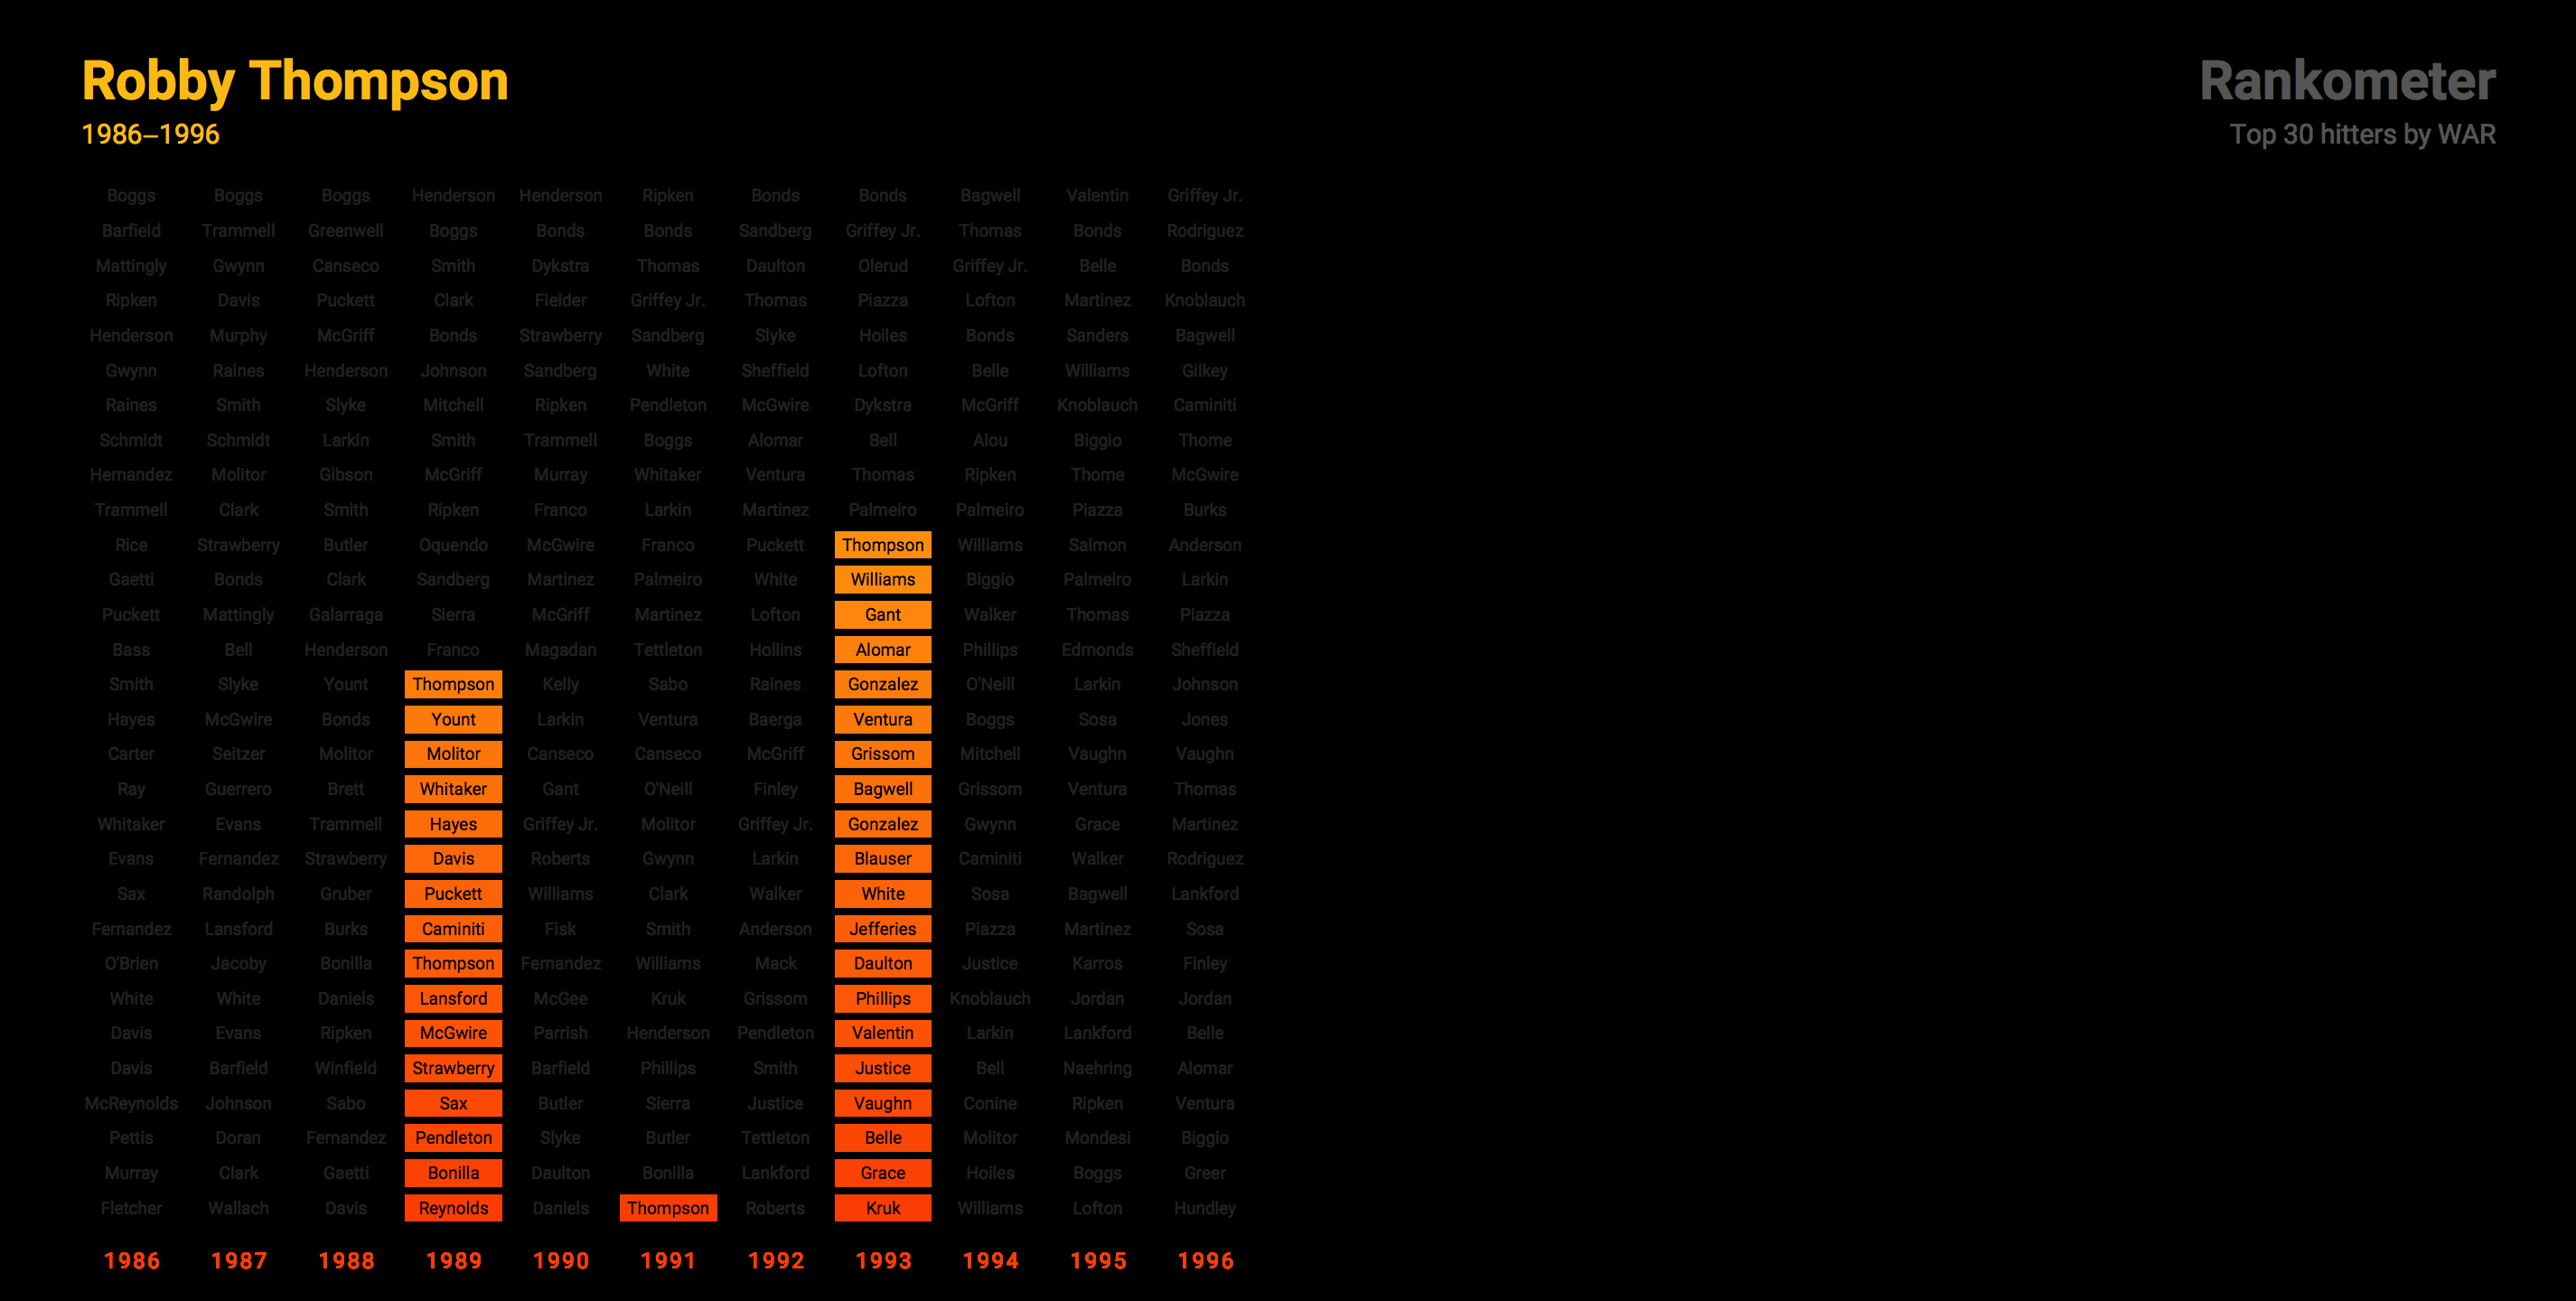 Robby Thompson
1986–1996
Rankometer
Top 30 hitters by WAR
Boggs Boggs Boggs Henderson Henderson Ripken Bonds Bonds Bagwell Valentin Griffey Jr.
Barfield Trammell Greenwell Boggs Bonds Bonds Sandberg Griffey Jr. Thomas Bonds Rodriguez
Mattingly Gwynn Canseco Smith Dykstra Thomas Daulton Olerud Griffey Jr. Belle Bonds
Ripken Davis Puckett Clark Fielder Griffey Jr. Thomas Piazza Lofton Martinez Knoblauch
Henderson Murphy McGriff Bonds Strawberry Sandberg Slyke Hoiles Bonds Sanders Bagwell
Gwynn Raines Henderson Johnson Sandberg White Sheffield Lofton Belle Williams Gilkey
Raines Smith Slyke Mitchell Ripken Pendleton McGwire Dykstra McGriff Knoblauch Caminiti
Schmidt Schmidt Larkin Smith Trammell Boggs Alomar Bell Alou Biggio Thome
Hernandez Molitor Gibson McGriff Murray Whitaker Ventura Thomas Ripken Thome McGwire
Trammell Clark Smith Ripken Franco Larkin Martinez Palmeiro Palmeiro Piazza Burks
Rice Strawberry Butler Oquendo McGwire Franco Puckett Thompson Williams Salmon Anderson
Gaetti Bonds Clark Sandberg Martinez Palmeiro White Williams Biggio Palmeiro Larkin
Puckett Mattingly Galarraga Sierra McGriff Martinez Lofton Gant Walker Thomas Piazza
Bass Bell Henderson Franco Magadan Tettleton Hollins Alomar Phillips Edmonds Sheffield
Smith Slyke Yount Thompson Kelly Sabo Raines Gonzalez O'Neill Larkin Johnson
Hayes McGwire Bonds Yount Larkin Ventura Baerga Ventura Boggs Sosa Jones
Carter Seitzer Molitor Molitor Canseco Canseco McGriff Grissom Mitchell Vaughn Vaughn
Ray Guerrero Brett Whitaker Gant O'Neill Finley Bagwell Grissom Ventura Thomas
Whitaker Evans Trammell Hayes Griffey Jr. Molitor Griffey Jr. Gonzalez Gwynn Grace Martinez
Evans Fernandez Strawberry Davis Roberts Gwynn Larkin Blauser Caminiti Walker Rodriguez
Sax Randolph Gruber Puckett Williams Clark Walker White Sosa Bagwell Lankford
Fernandez Lansford Burks Caminiti Fisk Smith Anderson Jefferies Piazza Martinez Sosa
O'Brien Jacoby Bonilla Thompson Fernandez Williams Mack Daulton Justice Karros Finley
White White Daniels Lansford McGee Kruk Grissom Phillips Knoblauch Jordan Jordan
Davis Evans Ripken McGwire Parrish Henderson Pendleton Valentin Larkin Lankford Belle
Davis Barfield Winfield Strawberry Barfield Phillips Smith Justice Bell Naehring Alomar
McReynolds Johnson Sabo Sax Butler Sierra Justice Vaughn Conine Ripken Ventura
Pettis Doran Fernandez Pendleton Slyke Butler Tettleton Belle Molitor Mondesi Biggio
Murray Clark Gaetti Bonilla Daulton Bonilla Lankford Grace Hoiles Boggs Greer
Fletcher Wallach Davis Reynolds Daniels Thompson Roberts Kruk Williams Lofton Hundley
1986 1987 1988 1989 1990 1991 1992 1993 1994 1995 1996